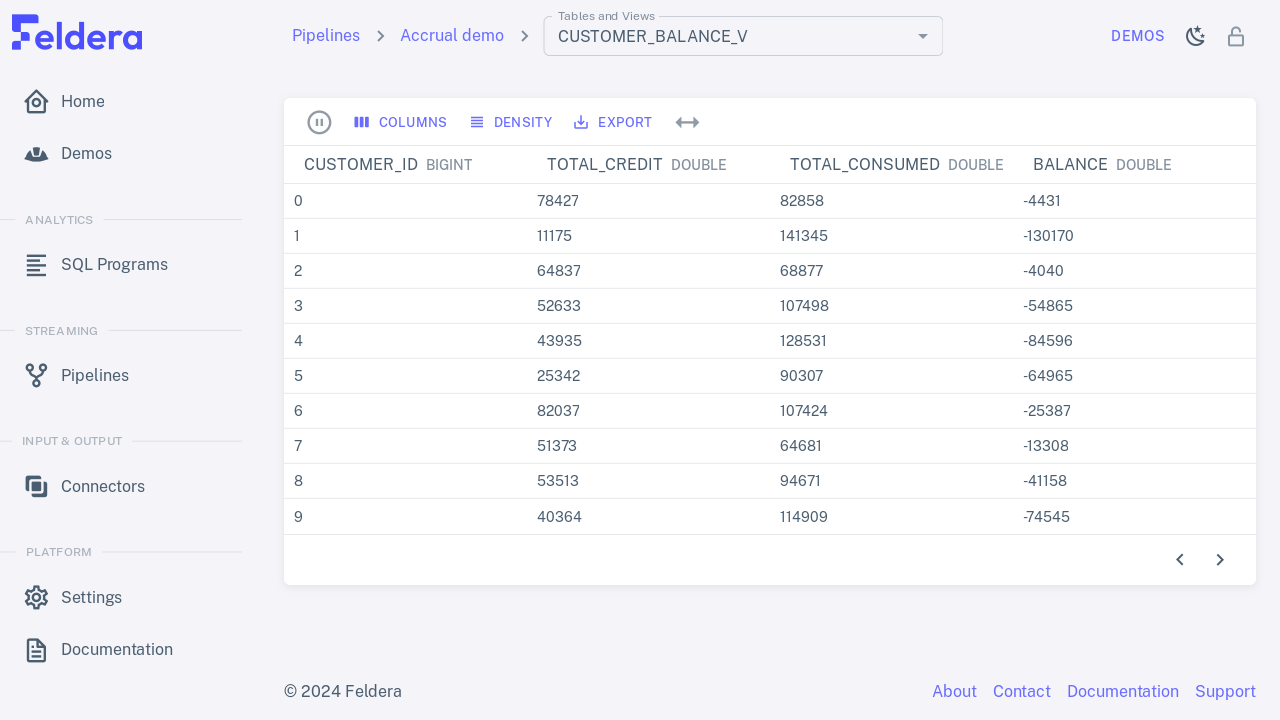 Feldera
Pipelines > Accrual demo >
Tables and Views
CUSTOMER_BALANCE_V
DEMOS
Home
Demos
ANALYTICS
SQL Programs
STREAMING
Pipelines
INPUT & OUTPUT
Connectors
PLATFORM
Settings
Documentation
COLUMNS DENSITY EXPORT
CUSTOMER_ID BIGINT TOTAL_CREDIT DOUBLE TOTAL_CONSUMED DOUBLE BALANCE DOUBLE
0 78427 82858 -4431
1 11175 141345 -130170
2 64837 68877 -4040
3 52633 107498 -54865
4 43935 128531 -84596
5 25342 90307 -64965
6 82037 107424 -25387
7 51373 64681 -13308
8 53513 94671 -41158
9 40364 114909 -74545
© 2024 Feldera
About Contact Documentation Support